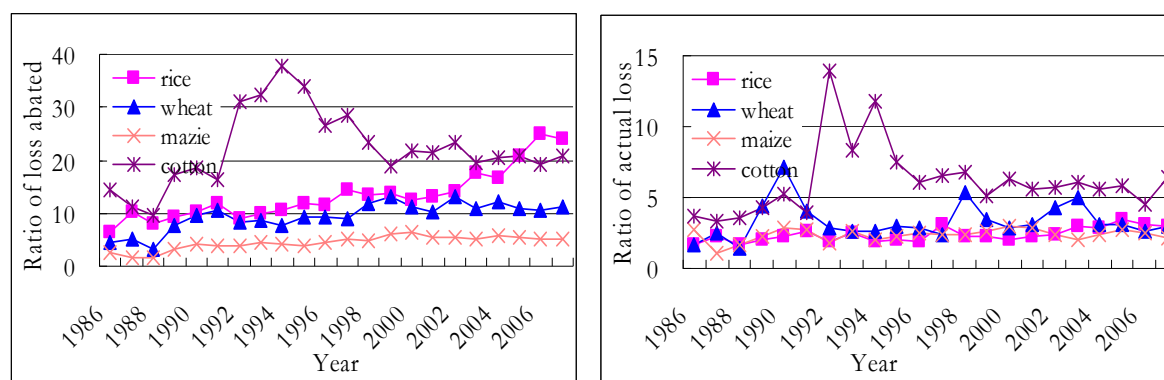 Ratio of loss abated
40
30
20
10
0
rice
wheat
mazie
cotton
1986
1988
1990
1992
1994
1996
1998
2000
2002
2004
2006
Year
Ratio of actual loss
15
10
5
0
rice
wheat
maize
cotton
1986
1988
1990
1992
1994
1996
1998
2000
2002
2004
2006
Year